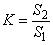 K = S₂/S₁